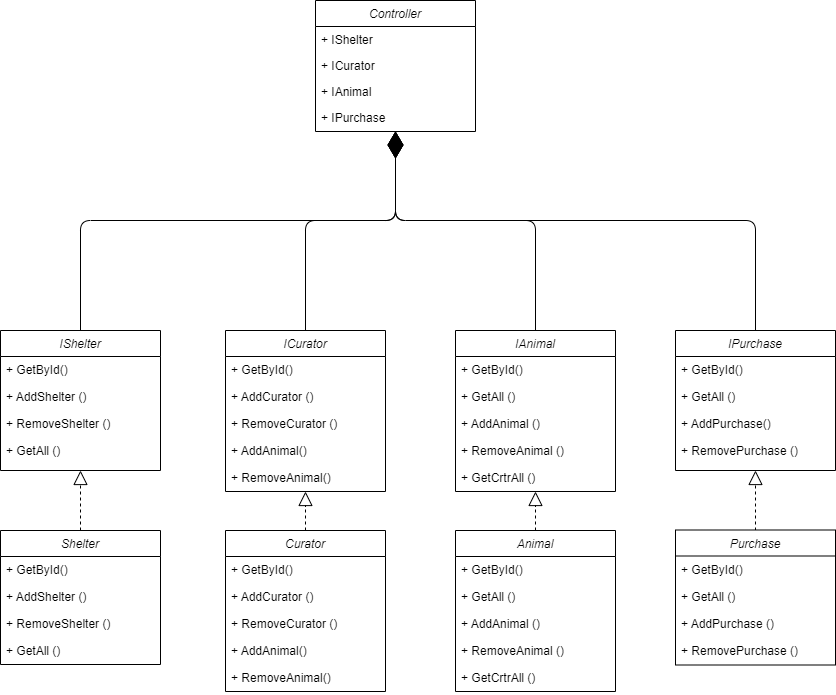 Controller
+ IShelter
+ ICurator
+ IAnimal
+ IPurchase
IShelter
+ GetById()
+ AddShelter ()
+ RemoveShelter ()
+ GetAll ()
ICurator
+ GetById()
+ AddCurator ()
+ RemoveCurator ()
+ AddAnimal()
+ RemoveAnimal()
IAnimal
+ GetById()
+ GetAll ()
+ AddAnimal ()
+ RemoveAnimal ()
+ GetCrtrAll ()
IPurchase
+ GetById()
+ GetAll ()
+ AddPurchase()
+ RemovePurchase ()
Shelter
+ GetById()
+ AddShelter ()
+ RemoveShelter ()
+ GetAll ()
Curator
+ GetById()
+ AddCurator ()
+ RemoveCurator ()
+ AddAnimal()
+ RemoveAnimal()
Animal
+ GetById()
+ GetAll ()
+ AddAnimal ()
+ RemoveAnimal ()
+ GetCrtrAll ()
Purchase
+ GetById()
+ GetAll ()
+ AddPurchase ()
+ RemovePurchase ()